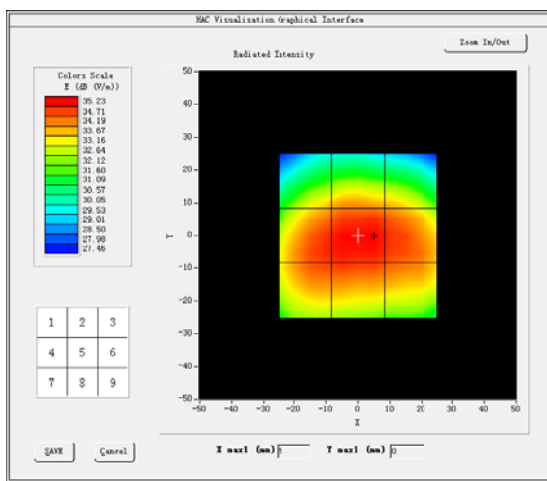 HAC Visualisation Graphical Interface
Zoom In/Out
Radiated Intensity
Colors Scale
E (dB (V/m))
35.23
34.71
34.19
33.67
33.16
32.64
32.12
31.60
31.09
30.57
30.05
29.53
29.01
28.50
27.98
27.46
50
40
30
20
10
0
-10
-20
-30
-40
-50
Y
-50 -40 -30 -20 -10 0 10 20 30 40 50
X
1 2 3
4 5 6
7 8 9
SAVE
Cancel
X max1 (mm)
Y max1 (mm) 0